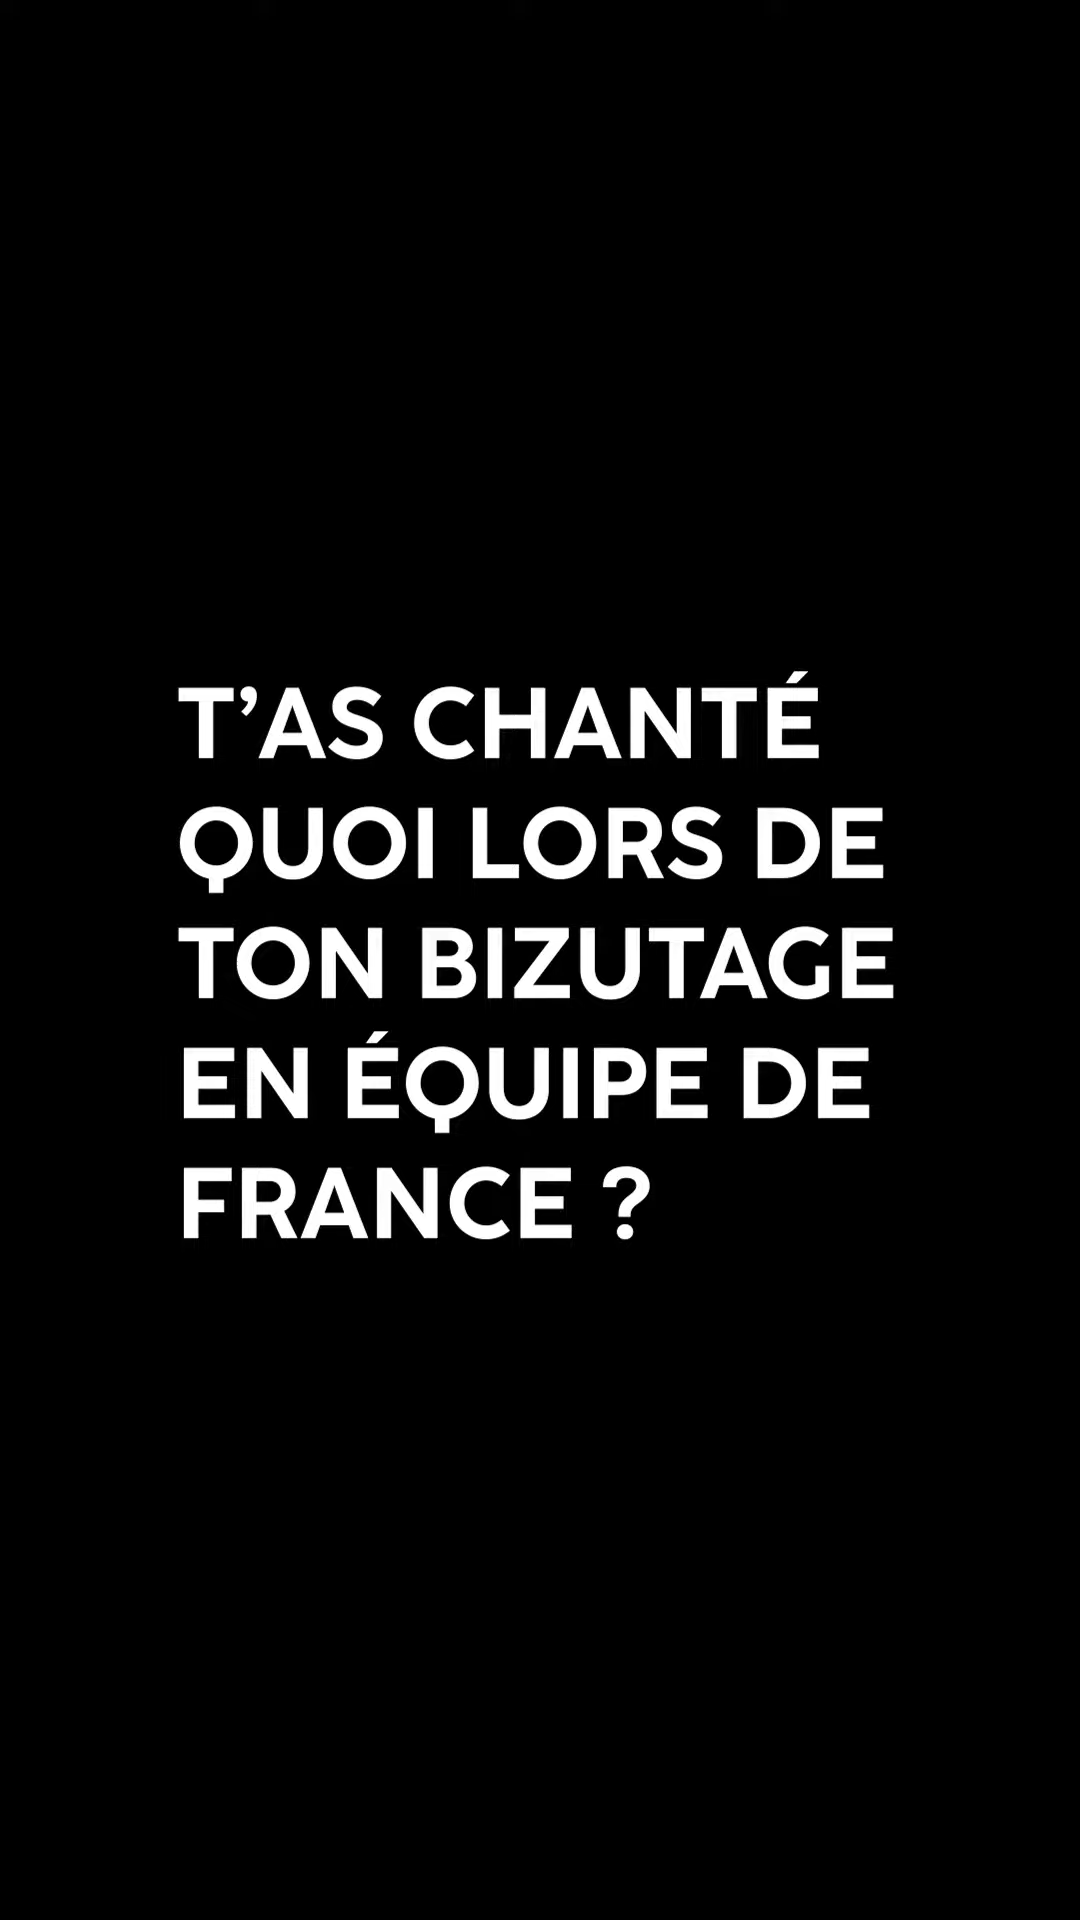 T’AS CHANTÉ
QUOI LORS DE
TON BIZUTAGE
EN ÉQUIPE DE
FRANCE ?